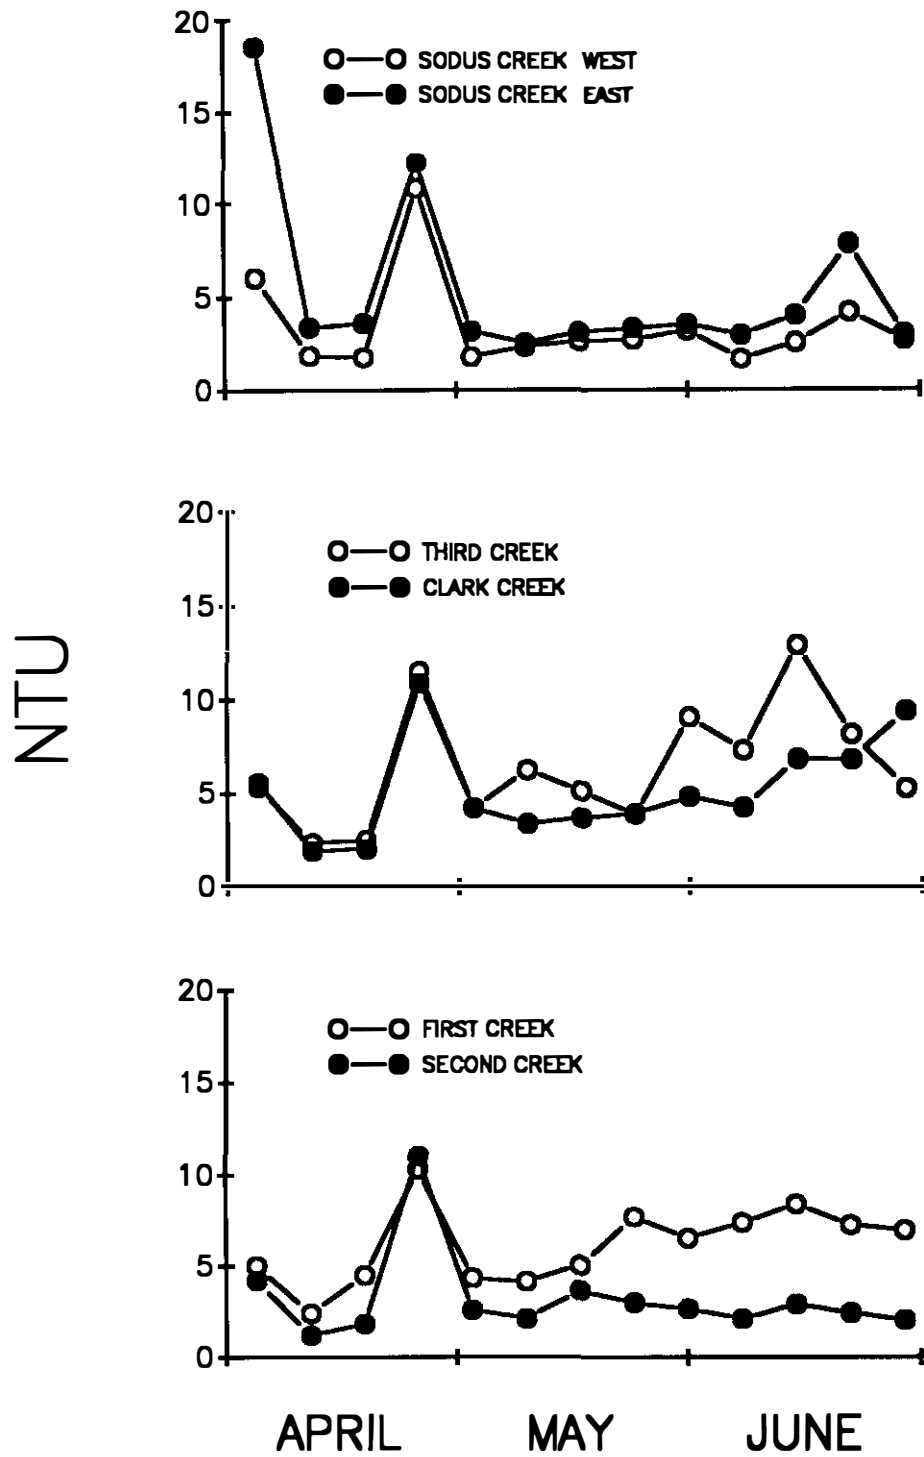 20
SODUS CREEK WEST
SODUS CREEK EAST
15
10
5
0
20
THIRD CREEK
CLARK CREEK
15
10
5
0
NTU
20
FIRST CREEK
SECOND CREEK
15
10
5
0
APRIL MAY JUNE